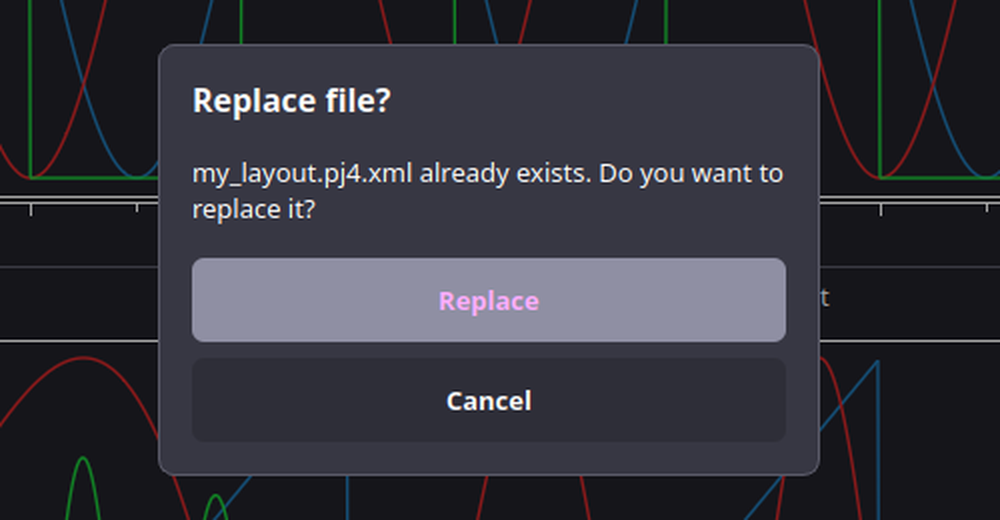 Replace file?
my_layout.pj4.xml already exists. Do you want to
replace it?
Replace
t
Cancel